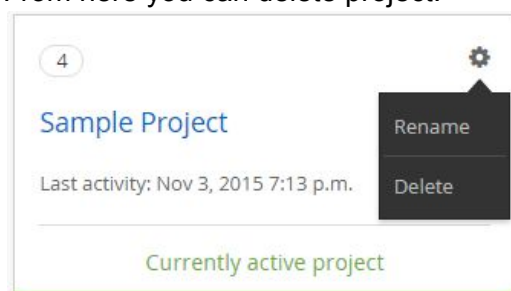 From here you can delete project.
4
Sample Project
Rename
Last activity: Nov 3, 2015 7:13 p.m.
Delete
Currently active project